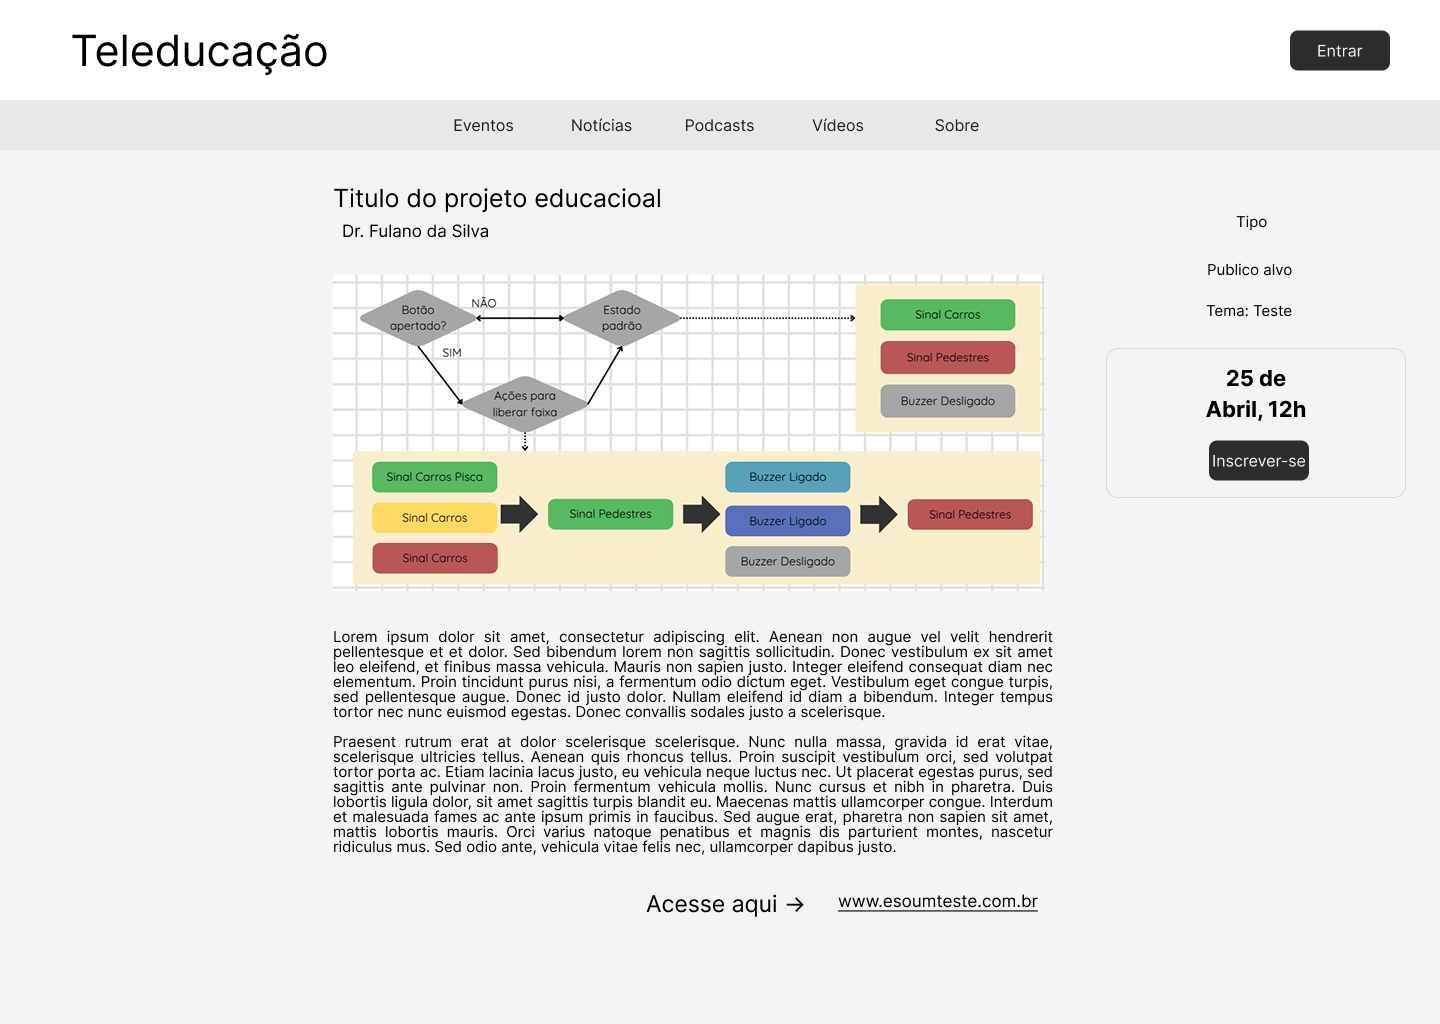 Teleducação
Entrar
Eventos
Notícias
Podcasts
Vídeos
Sobre
Titulo do projeto educacioal
Dr. Fulano da Silva
Botão
apertado?
NÃO
Estado
padrão
SIM
Ações para
liberar faixa
Sinal Carros
Sinal Pedestres
Buzzer Desligado
Sinal Carros Pisca
Sinal Carros
Sinal Carros
Sinal Pedestres
Buzzer Ligado
Buzzer Ligado
Buzzer Desligado
Sinal Pedestres
Tipo
Publico alvo
Tema: Teste
25 de
Abril, 12h
Inscrever-se
Lorem ipsum dolor sit amet, consectetur adipiscing elit. Aenean non augue vel velit hendrerit
pellentesque et et dolor. Sed bibendum lorem non sagittis sollicitudin. Donec vestibulum ex sit amet
leo eleifend, et finibus massa vehicula. Mauris non sapien justo. Integer eleifend consequat diam nec
elementum. Proin tincidunt purus nisi, a fermentum odio dictum eget. Vestibulum eget congue turpis,
sed pellentesque augue. Donec id justo dolor. Nullam eleifend id diam a bibendum. Integer tempus
tortor nec nunc euismod egestas. Donec convallis sodales justo a scelerisque.
Praesent rutrum erat at dolor scelerisque scelerisque. Nunc nulla massa, gravida id erat vitae,
scelerisque ultricies tellus. Aenean quis rhoncus tellus. Proin suscipit vestibulum orci, sed volutpat
tortor porta ac. Etiam lacinia lacus justo, eu vehicula neque luctus nec. Ut placerat egestas purus, sed
sagittis ante pulvinar non. Proin fermentum vehicula mollis. Nunc cursus et nibh in pharetra. Duis
lobortis ligula dolor, sit amet sagittis turpis blandit eu. Maecenas mattis ullamcorper congue. Interdum
et malesuada fames ac ante ipsum primis in faucibus. Sed augue erat, pharetra non sapien sit amet,
mattis lobortis mauris. Orci varius natoque penatibus et magnis dis parturient montes, nascetur
ridiculus mus. Sed odio ante, vehicula vitae felis nec, ullamcorper dapibus justo.
Acesse aqui →
www.esoumteste.com.br